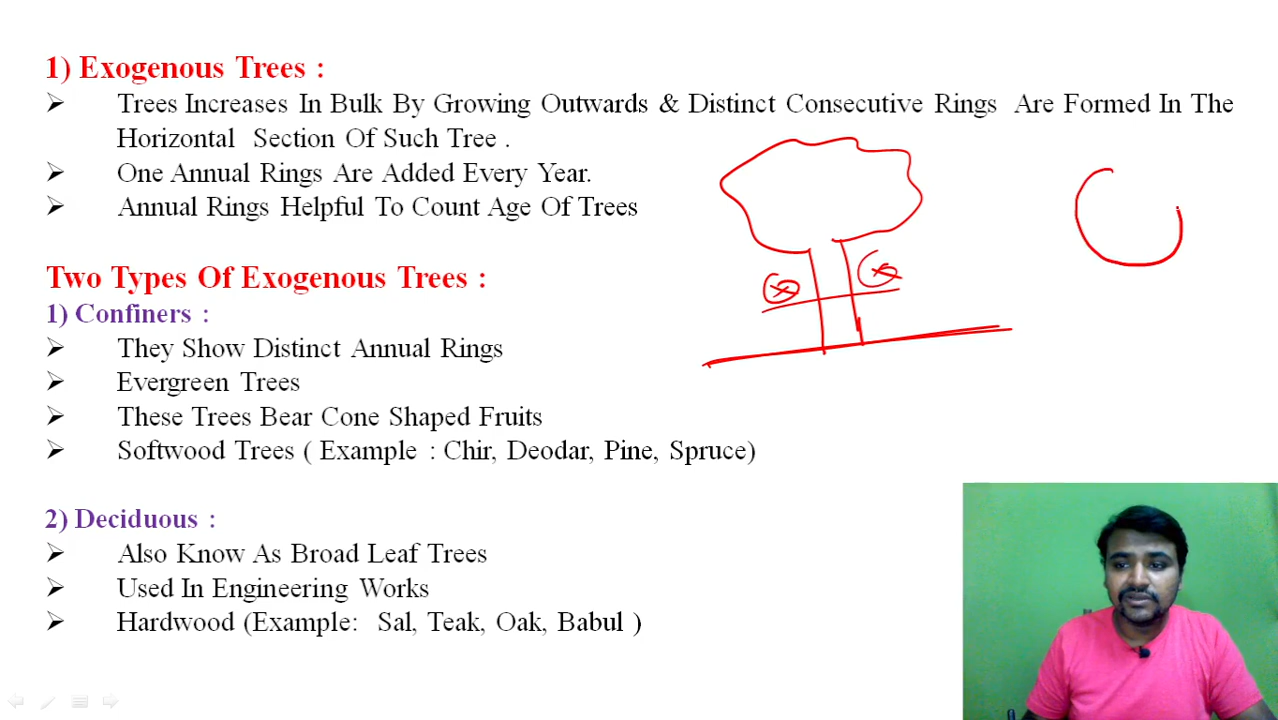 1) Exogenous Trees :
➢ Trees Increases In Bulk By Growing Outwards & Distinct Consecutive Rings Are Formed In The
Horizontal Section Of Such Tree .
➢ One Annual Rings Are Added Every Year.
➢ Annual Rings Helpful To Count Age Of Trees
Two Types Of Exogenous Trees :
1) Confiners :
➢ They Show Distinct Annual Rings
➢ Evergreen Trees
➢ These Trees Bear Cone Shaped Fruits
➢ Softwood Trees ( Example : Chir, Deodar, Pine, Spruce)
2) Deciduous :
➢ Also Know As Broad Leaf Trees
➢ Used In Engineering Works
➢ Hardwood (Example: Sal, Teak, Oak, Babul )